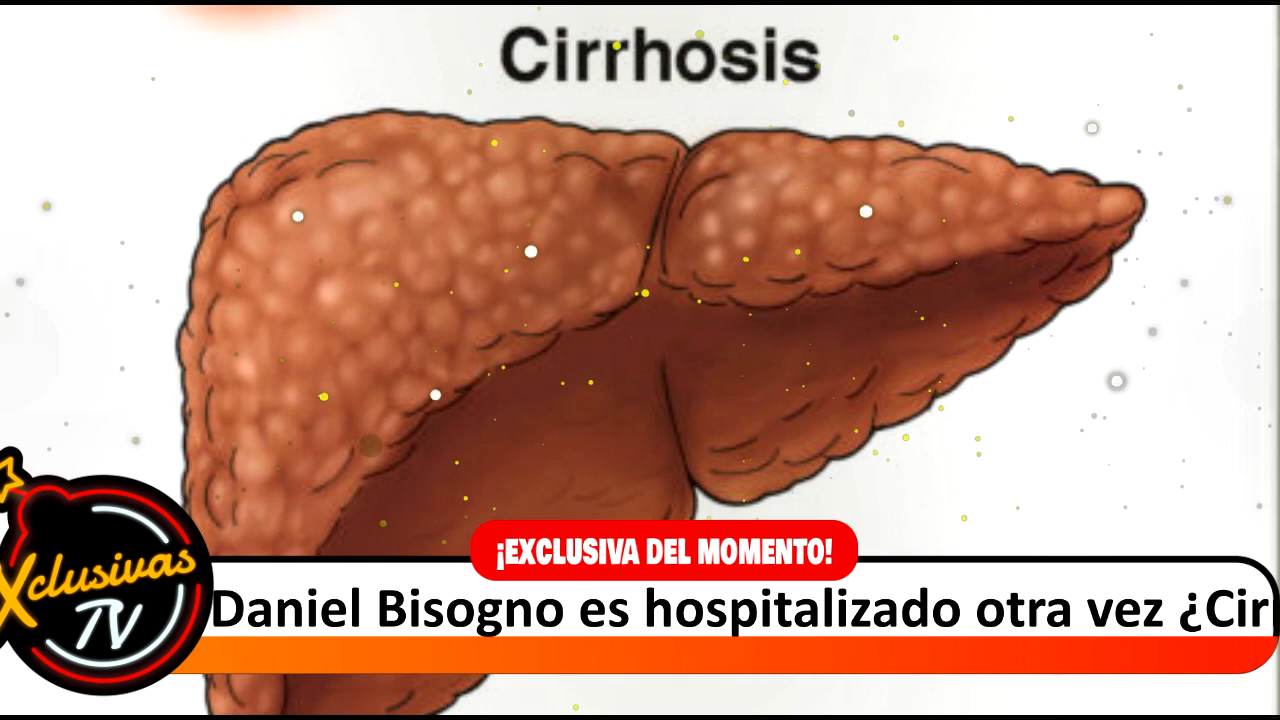 Cirrhosis
¡EXCLUSIVA DEL MOMENTO!
Daniel Bisogno es hospitalizado otra vez ¿Cir
Xclusivas
TV